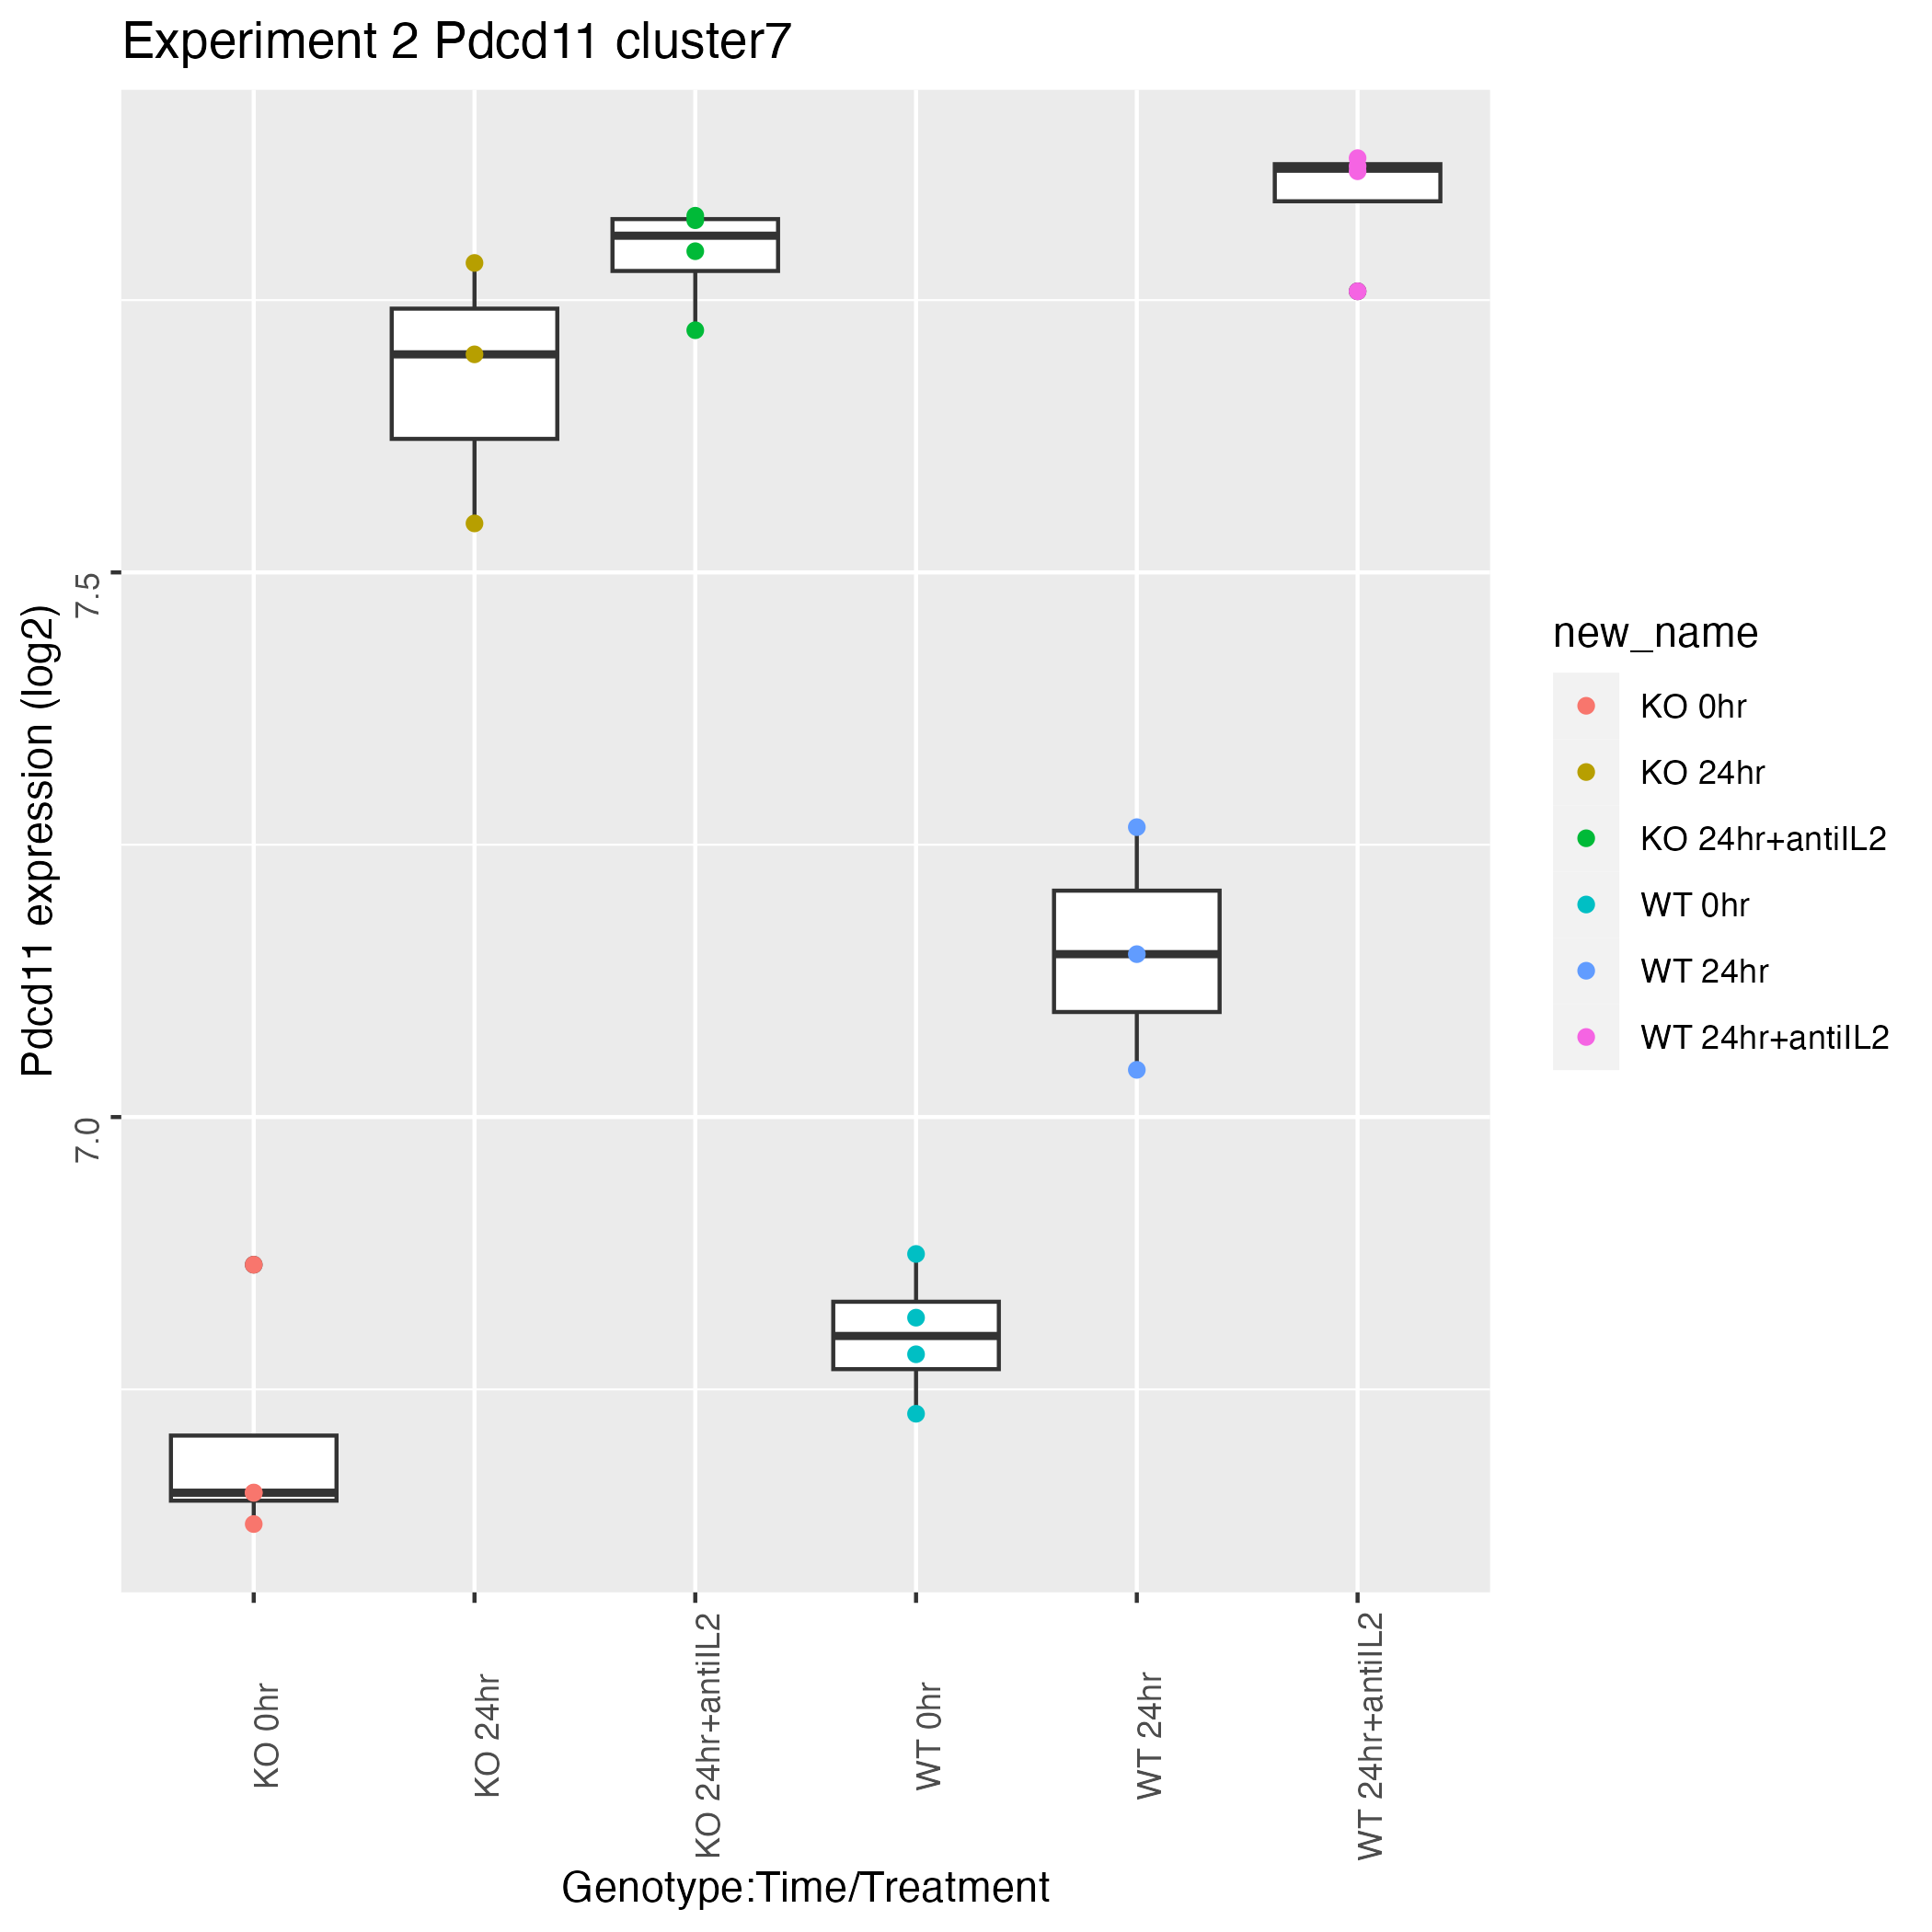 Experiment 2 Pdcd11 cluster7
Pdcd11 expression (log2)
7.5
7.0
KO 0hr
KO 24hr
KO 24hr+antiIL2
WT 0hr
WT 24hr
WT 24hr+antiIL2
Genotype:Time/Treatment
new_name
KO 0hr
KO 24hr
KO 24hr+antiIL2
WT 0hr
WT 24hr
WT 24hr+antiIL2